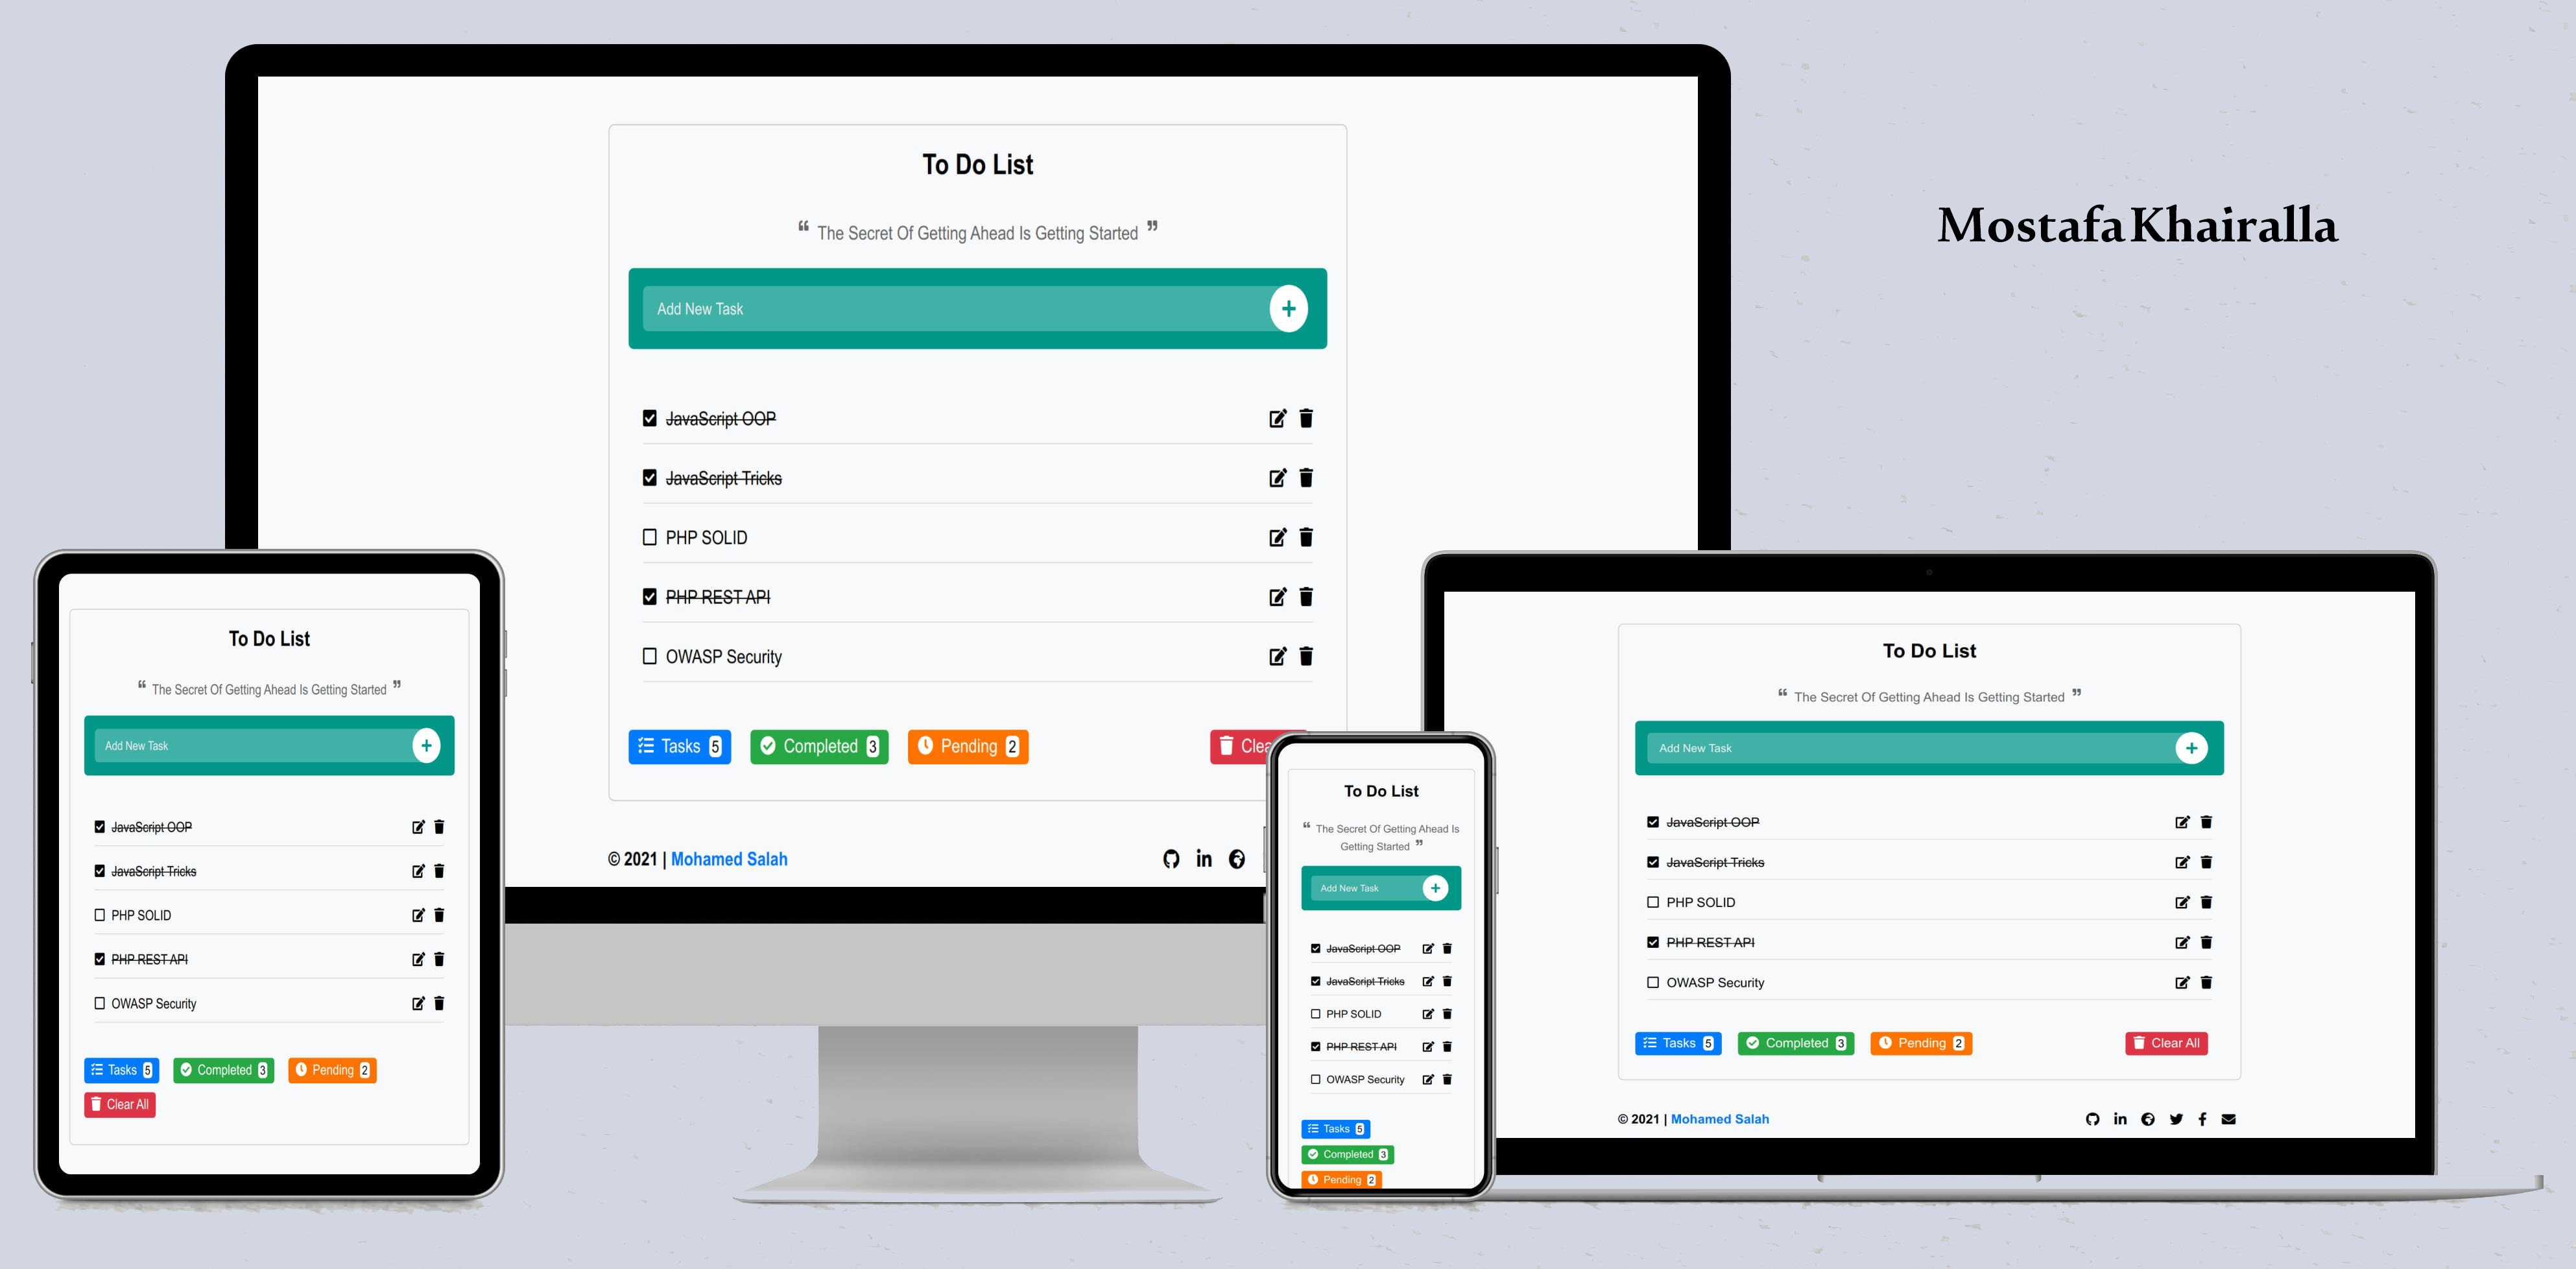 To Do List
“ The Secret Of Getting Ahead Is Getting Started ”
Add New Task
JavaScript OOP
JavaScript Tricks
PHP SOLID
PHP REST API
OWASP Security
Tasks 5 Completed 3 Pending 2 Clea
© 2021 | Mohamed Salah
Mostafa Khairalla
To Do List
“ The Secret Of Getting Ahead Is Getting Started ”
Add New Task
JavaScript OOP
JavaScript Tricks
PHP SOLID
PHP REST API
OWASP Security
Tasks 5 Completed 3 Pending 2
Clear All
To Do List
“ The Secret Of Getting Ahead Is
Getting Started ”
Add New Task
JavaScript OOP
JavaScript Tricks
PHP SOLID
PHP REST API
OWASP Security
Tasks 5
Completed 3
Pending 2
To Do List
“ The Secret Of Getting Ahead Is Getting Started ”
Add New Task
JavaScript OOP
JavaScript Tricks
PHP SOLID
PHP REST API
OWASP Security
Tasks 5 Completed 3 Pending 2 Clear All
© 2021 | Mohamed Salah